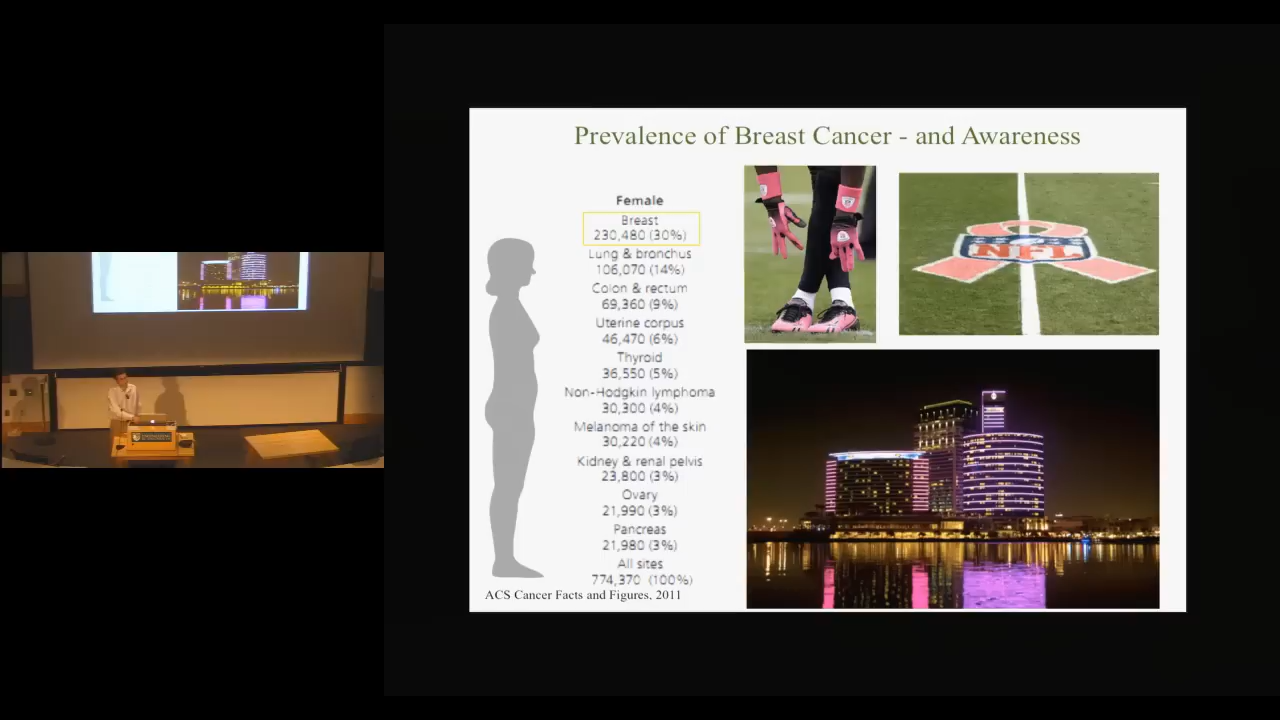 Prevalence of Breast Cancer - and Awareness
Female
Breast
230,480 (30%)
Lung & bronchus
106,070 (14%)
Colon & rectum
69,360 (9%)
Uterine corpus
46,470 (6%)
Thyroid
36,550 (5%)
Non-Hodgkin lymphoma
30,300 (4%)
Melanoma of the skin
30,220 (4%)
Kidney & renal pelvis
23,800 (3%)
Ovary
21,990 (3%)
Pancreas
21,980 (3%)
All sites
774,370 (100%)
ACS Cancer Facts and Figures, 2011
NFL